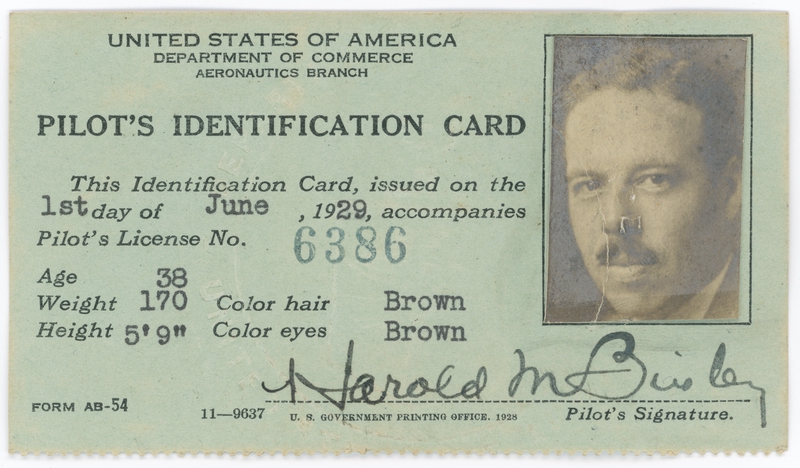 UNITED STATES OF AMERICA
DEPARTMENT OF COMMERCE
AERONAUTICS BRANCH
PILOT'S IDENTIFICATION CARD
This Identification Card, issued on the
1st day of June , 1929, accompanies
Pilot's License No. 6386
Age 38
Weight 170 Color hair Brown
Height 5'9" Color eyes Brown
Harold M Bixby
FORM AB-54 11—9637 U. S. GOVERNMENT PRINTING OFFICE. 1928 Pilot's Signature.